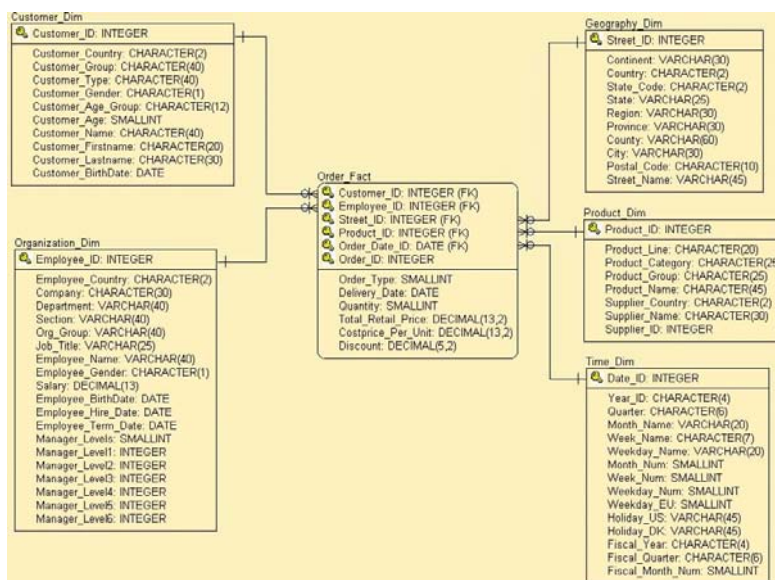 Customer_Dim
Customer_ID: INTEGER
Customer_Country: CHARACTER(2)
Customer_Group: CHARACTER(40)
Customer_Type: CHARACTER(40)
Customer_Gender: CHARACTER(1)
Customer_Age_Group: CHARACTER(12)
Customer_Age: SMALLINT
Customer_Name: CHARACTER(40)
Customer_Firstname: CHARACTER(20)
Customer_Lastname: CHARACTER(30)
Customer_BirthDate: DATE
Organization_Dim
Employee_ID: INTEGER
Employee_Country: CHARACTER(2)
Company: CHARACTER(30)
Department: VARCHAR(40)
Section: VARCHAR(40)
Org_Group: VARCHAR(40)
Job_Title: VARCHAR(25)
Employee_Name: VARCHAR(40)
Employee_Gender: CHARACTER(1)
Salary: DECIMAL(13)
Employee_BirthDate: DATE
Employee_Hire_Date: DATE
Employee_Term_Date: DATE
Manager_Levels: SMALLINT
Manager_Level1: INTEGER
Manager_Level2: INTEGER
Manager_Level3: INTEGER
Manager_Level4: INTEGER
Manager_Level5: INTEGER
Manager_Level6: INTEGER
Order_Fact
Customer_ID: INTEGER (FK)
Employee_ID: INTEGER (FK)
Street_ID: INTEGER (FK)
Product_ID: INTEGER (FK)
Order_Date_ID: DATE (FK)
Order_ID: INTEGER
Order_Type: SMALLINT
Delivery_Date: DATE
Quantity: SMALLINT
Total_Retail_Price: DECIMAL(13,2)
Costprice_Per_Unit: DECIMAL(13,2)
Discount: DECIMAL(5,2)
Geography_Dim
Street_ID: INTEGER
Continent: VARCHAR(30)
Country: CHARACTER(2)
State_Code: CHARACTER(2)
State: VARCHAR(25)
Region: VARCHAR(30)
Province: VARCHAR(30)
County: VARCHAR(60)
City: VARCHAR(30)
Postal_Code: CHARACTER(10)
Street_Name: VARCHAR(45)
Product_Dim
Product_ID: INTEGER
Product_Line: CHARACTER(20)
Product_Category: CHARACTER(25
Product_Group: CHARACTER(25)
Product_Name: CHARACTER(45)
Supplier_Country: CHARACTER(2)
Supplier_Name: CHARACTER(30)
Supplier_ID: INTEGER
Time_Dim
Date_ID: INTEGER
Year_ID: CHARACTER(4)
Quarter: CHARACTER(6)
Month_Name: VARCHAR(20)
Week_Name: CHARACTER(7)
Weekday_Name: VARCHAR(20)
Month_Num: SMALLINT
Week_Num: SMALLINT
Weekday_Num: SMALLINT
Weekday_EU: SMALLINT
Holiday_US: VARCHAR(45)
Holiday_DK: VARCHAR(45)
Fiscal_Year: CHARACTER(4)
Fiscal_Quarter: CHARACTER(6)
Fiscal_Month_Num: SMALLINT